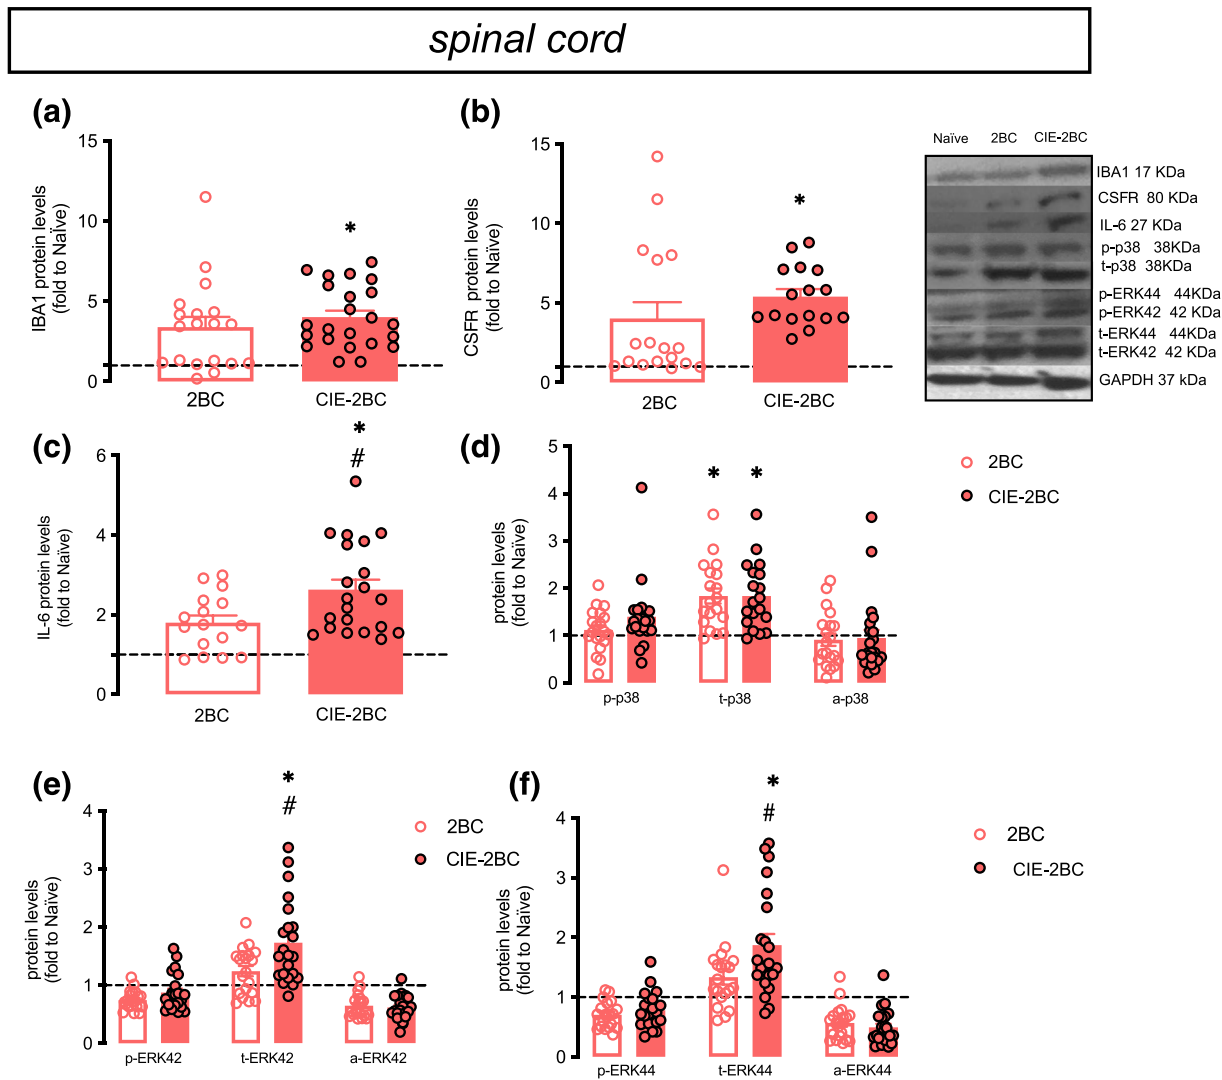 spinal cord
(a)
IBA1 protein levels
(fold to Naïve)
15
10
5
0
2BC
CIE-2BC
*
(b)
CSFR protein levels
(fold to Naïve)
15
10
5
0
2BC
CIE-2BC
*
Naïve 2BC CIE-2BC
IBA1 17 KDa
CSFR 80 KDa
IL-6 27 KDa
p-p38 38KDa
t-p38 38KDa
p-ERK44 44KDa
p-ERK42 42 KDa
t-ERK44 44KDa
t-ERK42 42 KDa
GAPDH 37 kDa
(c)
IL-6 protein levels
(fold to Naïve)
6
4
2
0
2BC
CIE-2BC
*
#
(d)
protein levels
(fold to Naïve)
5
4
3
2
1
0
* *
p-p38 t-p38 a-p38
2BC
CIE-2BC
(e)
protein levels
(fold to Naïve)
4
3
2
1
0
*
#
p-ERK42 t-ERK42 a-ERK42
2BC
CIE-2BC
(f)
protein levels
(fold to Naïve)
4
3
2
1
0
*
#
p-ERK44 t-ERK44 a-ERK44
2BC
CIE-2BC